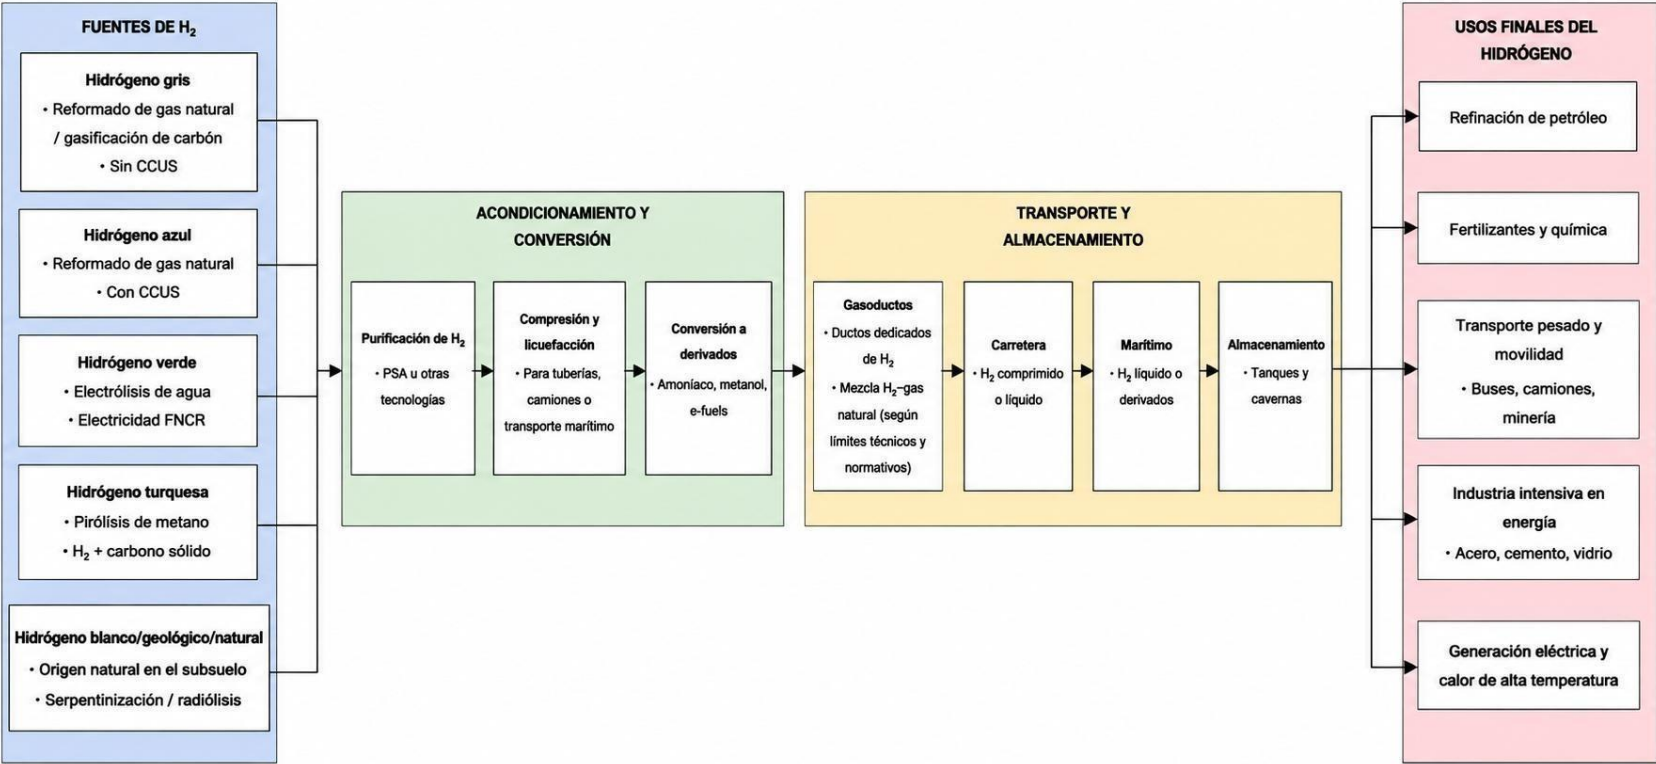 FUENTES DE H₂
Hidrógeno gris
• Reformado de gas natural
/ gasificación de carbón
• Sin CCUS
Hidrógeno azul
• Reformado de gas natural
• Con CCUS
Hidrógeno verde
• Electrólisis de agua
• Electricidad FNCR
Hidrógeno turquesa
• Pirólisis de metano
• H₂ + carbono sólido
Hidrógeno blanco/geológico/natural
• Origen natural en el subsuelo
• Serpentinización / radiólisis
ACONDICIONAMIENTO Y
CONVERSIÓN
Purificación de H₂
• PSA u otras
tecnologías
Compresión y
licuefacción
• Para tuberías,
camiones o
transporte marítimo
Conversión a
derivados
• Amoníaco, metanol,
e-fuels
TRANSPORTE Y
ALMACENAMIENTO
Gasoductos
• Ductos dedicados
de H₂
• Mezcla H₂–gas
natural (según
límites técnicos y
normativos)
Carretera
• H₂ comprimido
o líquido
Marítimo
• H₂ líquido o
derivados
Almacenamiento
• Tanques y
cavernas
USOS FINALES DEL
HIDRÓGENO
Refinación de petróleo
Fertilizantes y química
Transporte pesado y
movilidad
• Buses, camiones,
minería
Industria intensiva en
energía
• Acero, cemento, vidrio
Generación eléctrica y
calor de alta temperatura